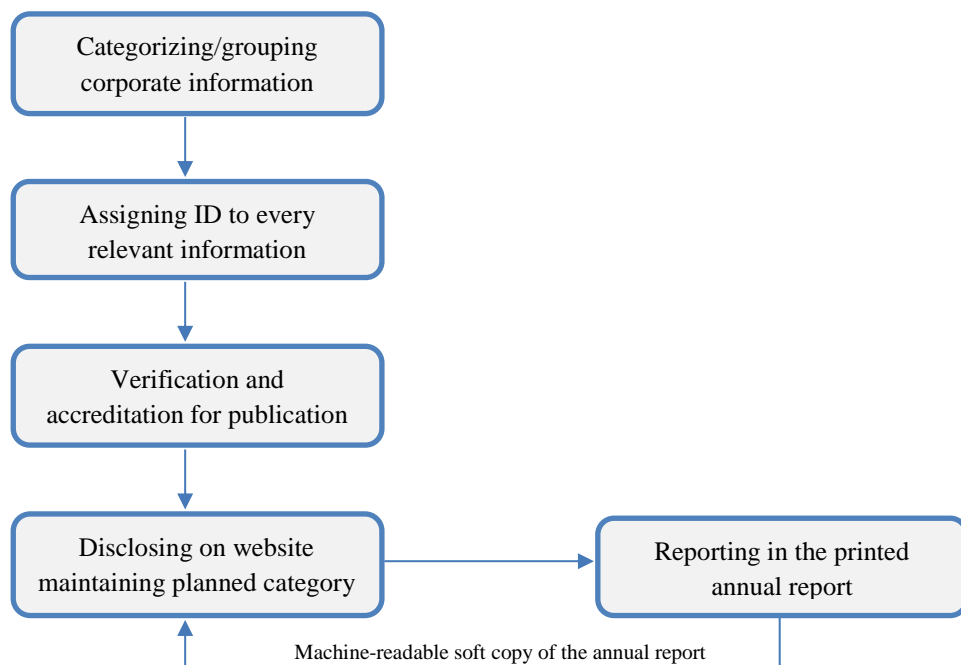 Categorizing/grouping
corporate information
Assigning ID to every
relevant information
Verification and
accreditation for publication
Disclosing on website
maintaining planned category
Reporting in the printed
annual report
Machine-readable soft copy of the annual report